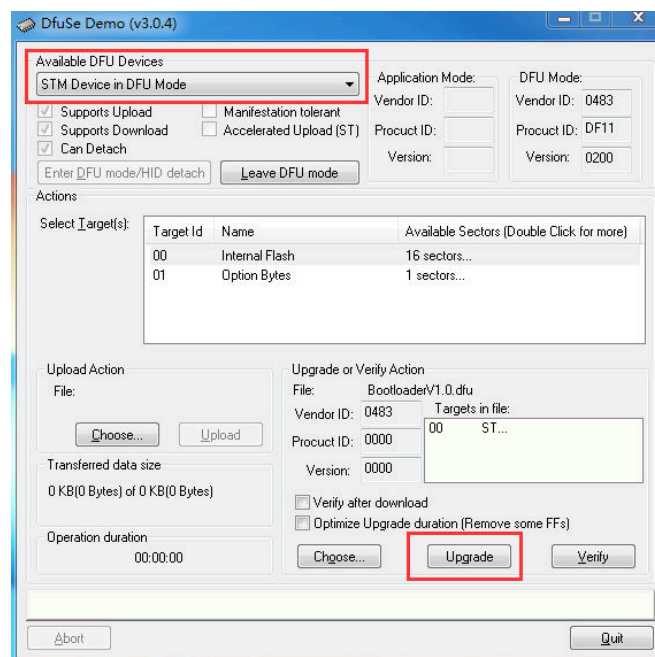 DfuSe Demo (v3.0.4)
Available DFU Devices
STM Device in DFU Mode
Supports Upload
Manifestation tolerant
Supports Download
Accelerated Upload (ST)
Can Detach
Enter DFU mode/HID detach
Leave DFU mode
Application Mode:
Vendor ID:
Procuct ID:
Version:
DFU Mode:
Vendor ID: 0483
Procuct ID: DF11
Version: 0200
Actions
Select Target(s):
Target Id Name Available Sectors (Double Click for more)
00 Internal Flash 16 sectors...
01 Option Bytes 1 sectors...
Upload Action
File:
Choose...
Upload
Transferred data size
0 KB(0 Bytes) of 0 KB(0 Bytes)
Operation duration
00:00:00
Upgrade or Verify Action
File: BootloaderV1.0.dfu
Vendor ID: 0483
Procuct ID: 0000
Version: 0000
Targets in file:
00 ST...
Verify after download
Optimize Upgrade duration (Remove some FFs)
Choose...
Upgrade
Verify
Abort
Quit